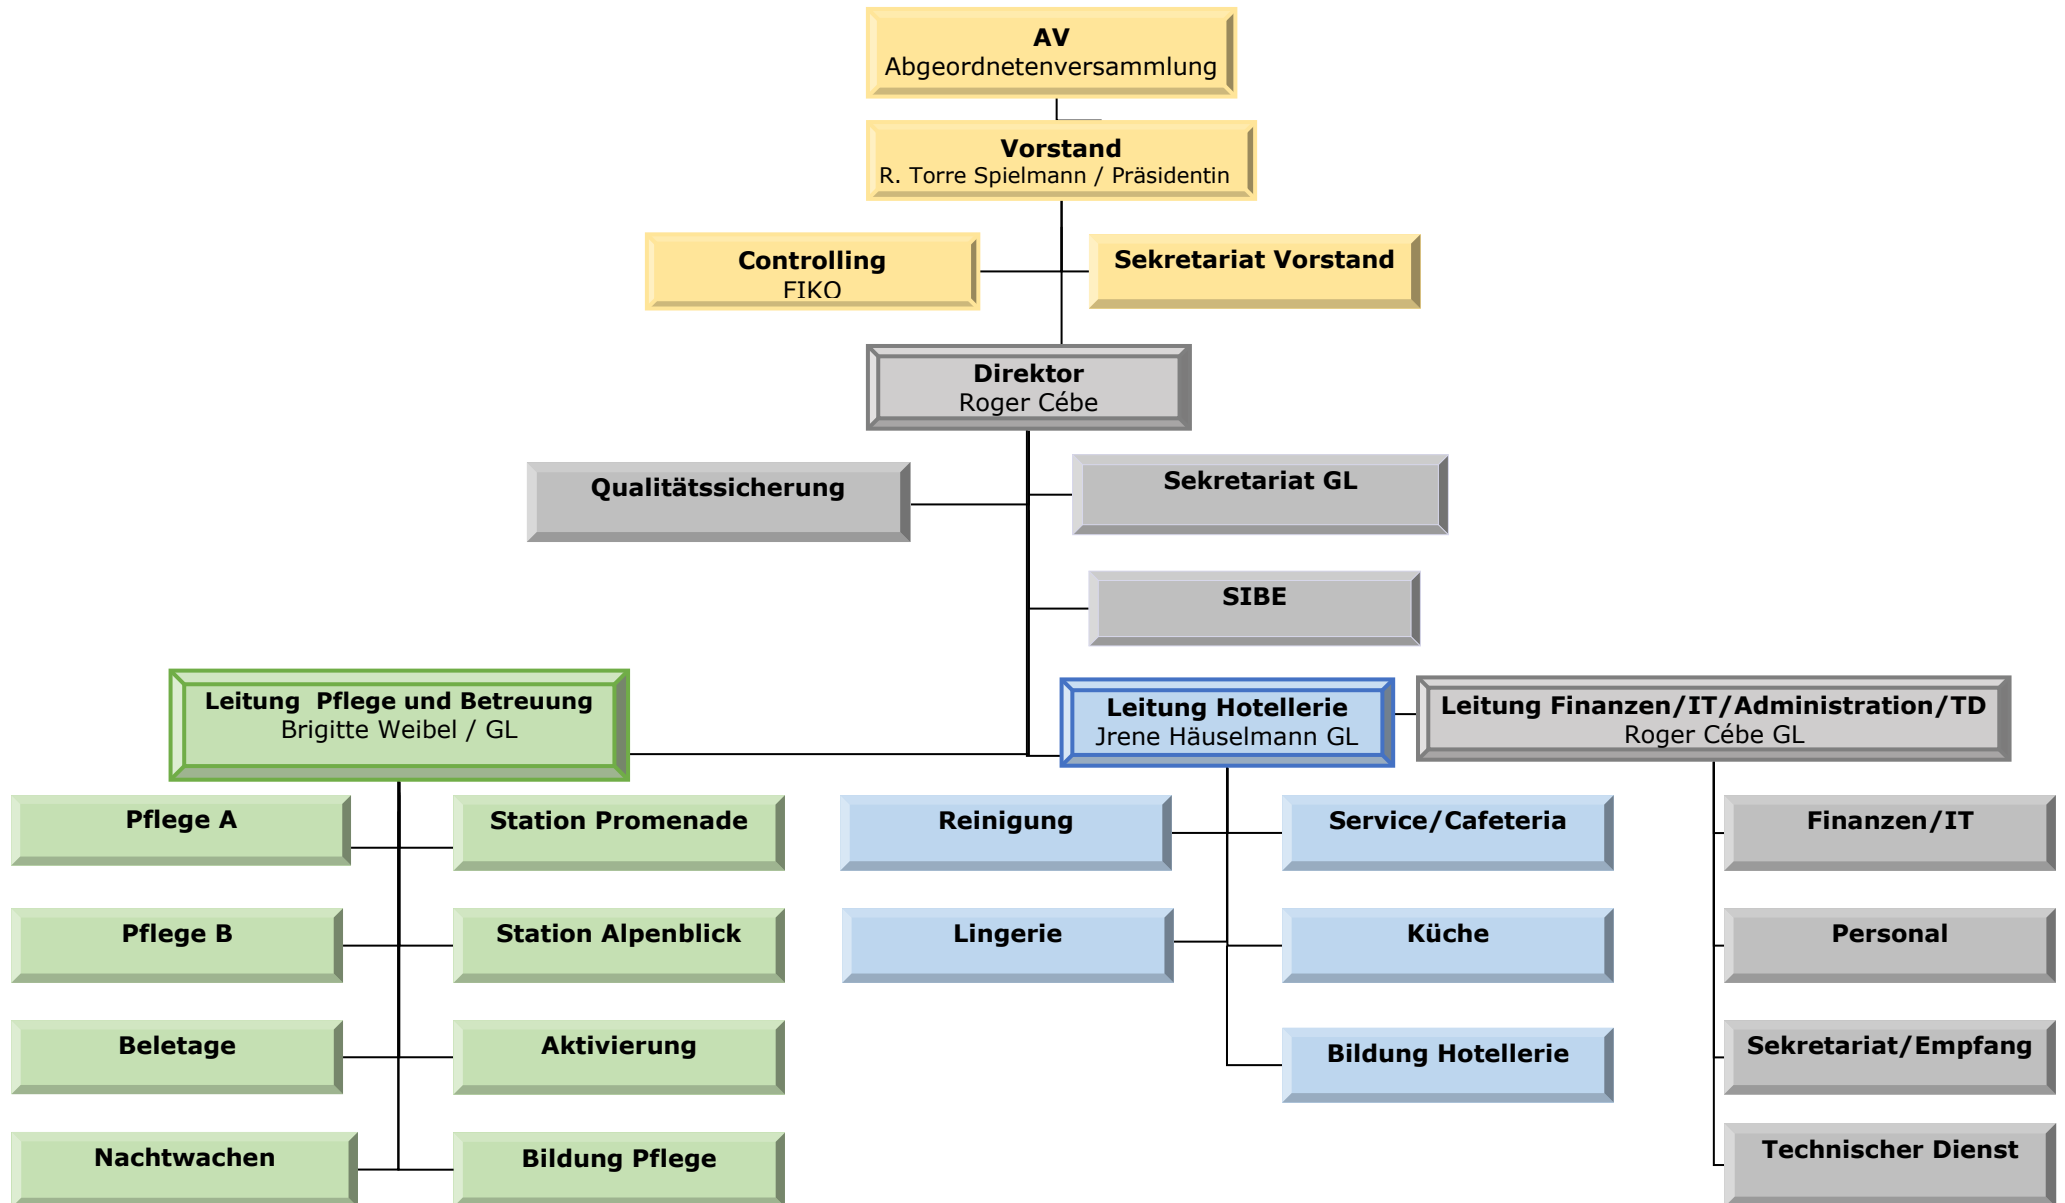 AV
Abgeordnetenversammlung
Vorstand
R. Torre Spielmann / Präsidentin
Controlling
FIKO
Sekretariat Vorstand
Direktor
Roger Cébe
Qualitätssicherung
Sekretariat GL
SIBE
Leitung  Pflege und Betreuung
Brigitte Weibel / GL
Leitung Hotellerie
Jrene Häuselmann GL
Leitung Finanzen/IT/Administration/TD
Roger Cébe GL
Pflege A
Station Promenade
Reinigung
Service/Cafeteria
Finanzen/IT
Pflege B
Station Alpenblick
Lingerie
Küche
Personal
Beletage
Aktivierung
Bildung Hotellerie
Sekretariat/Empfang
Nachtwachen
Bildung Pflege
Technischer Dienst